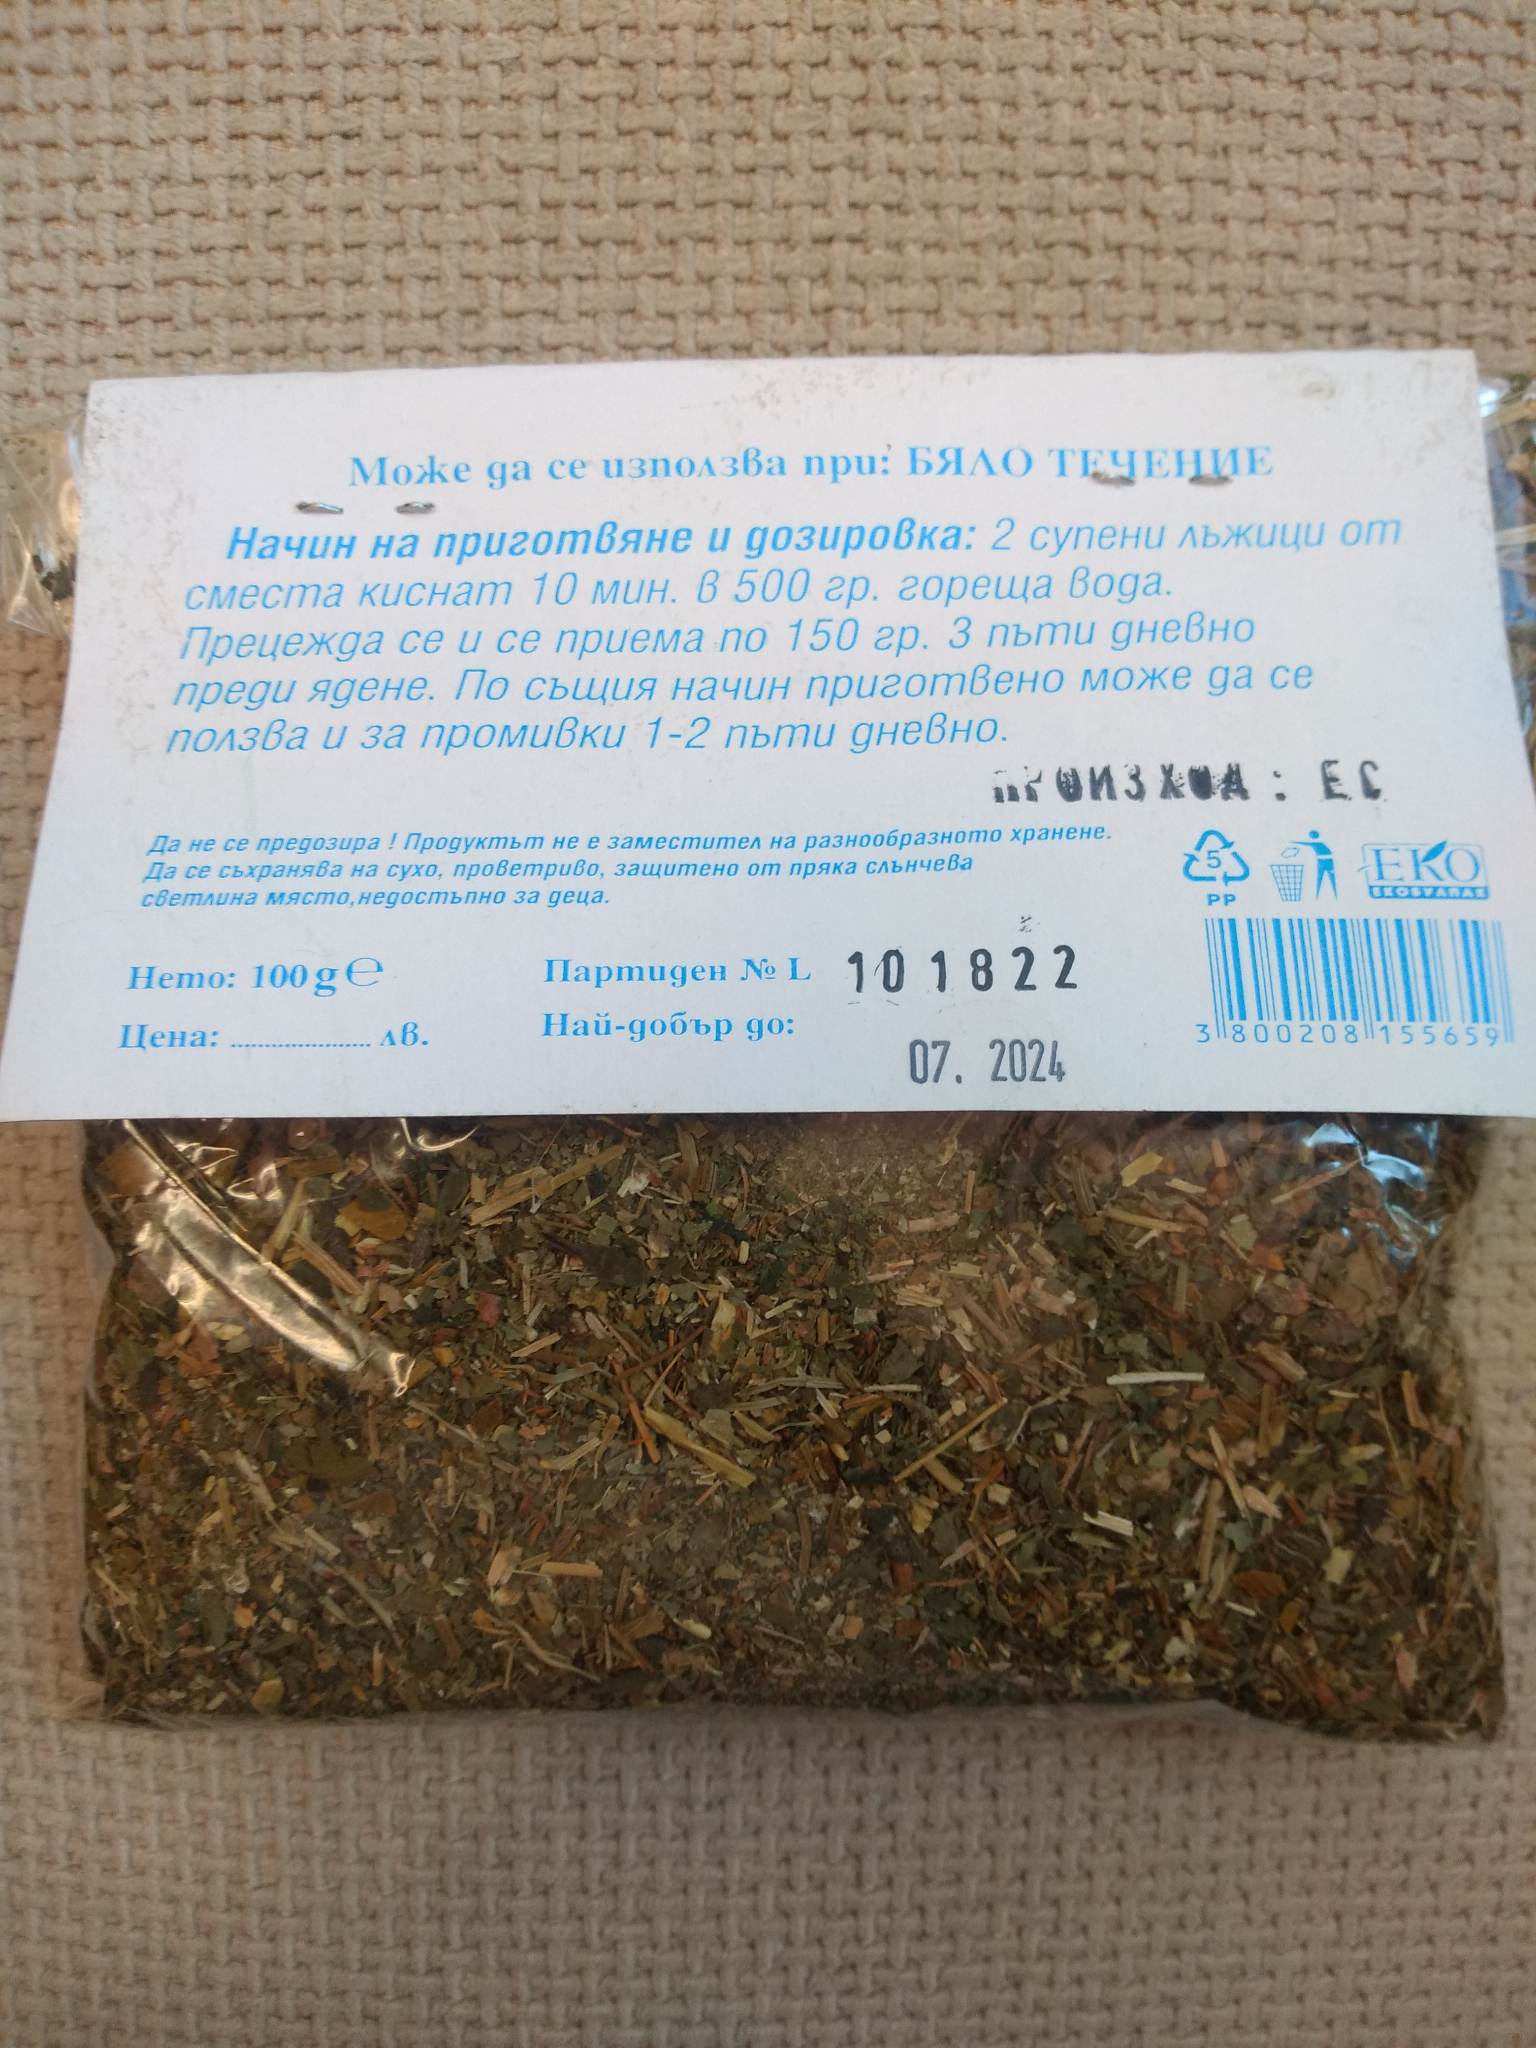 Може да се използва при: БЯЛО ТЕЧЕНИЕ
Начин на приготвяне и дозировка: 2 супени лъжици от
сместа киснат 10 мин. в 500 гр. гореща вода.
Прецежда се и се приема по 150 гр. 3 пъти дневно
преди ядене. По същия начин приготвено може да се
ползва и за промивки 1-2 пъти дневно.
ПРОИЗХОД : ЕС
Да не се предозира ! Продуктът не е заместител на разнообразното хранене.
Да се съхранява на сухо, проветриво, защитено от пряка слънчева
светлина място,недостъпно за деца.
5
PP
ЕКО
ЕКОБУЛПАК
Нето: 100 g ℮
Партиден № L 101822
Цена: .................... лв.
Най-добър до: 07. 2024
3 800208 155659